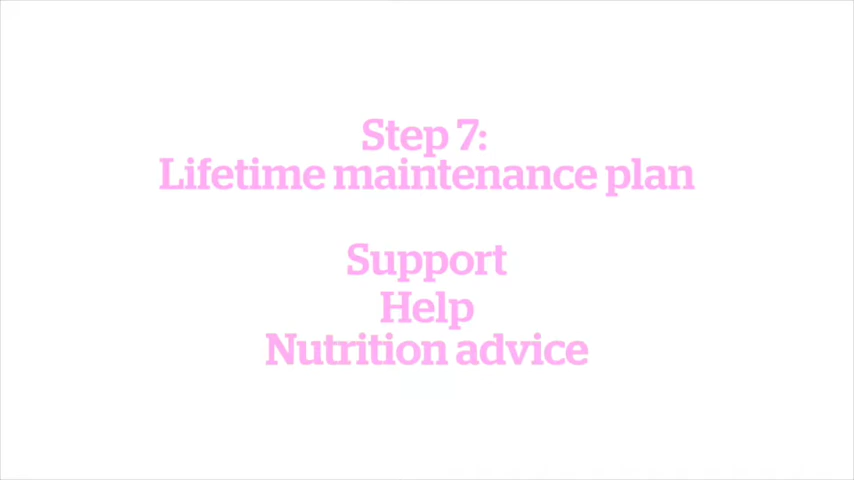 Step 7:
Lifetime maintenance plan
Support
Help
Nutrition advice